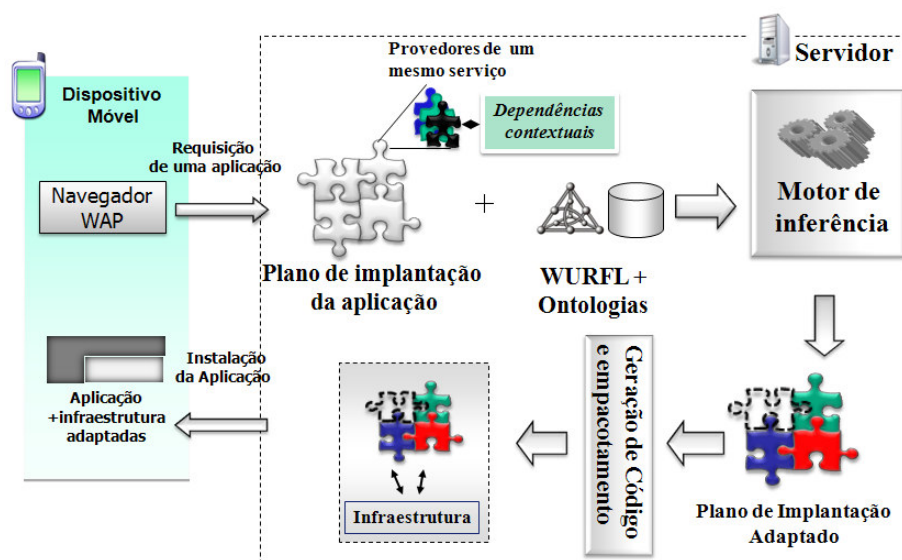 Provedores de um
mesmo serviço
Servidor
Dispositivo
Móvel
Dependências
contextuais
Requisição
de uma aplicação
Navegador
WAP
+
Motor de
inferência
Plano de implantação
da aplicação
WURFL +
Ontologias
Instalação
da Aplicação
Geração de Código
e empacotamento
Aplicação
+infraestrutura
adaptadas
Infraestrutura
Plano de Implantação
Adaptado